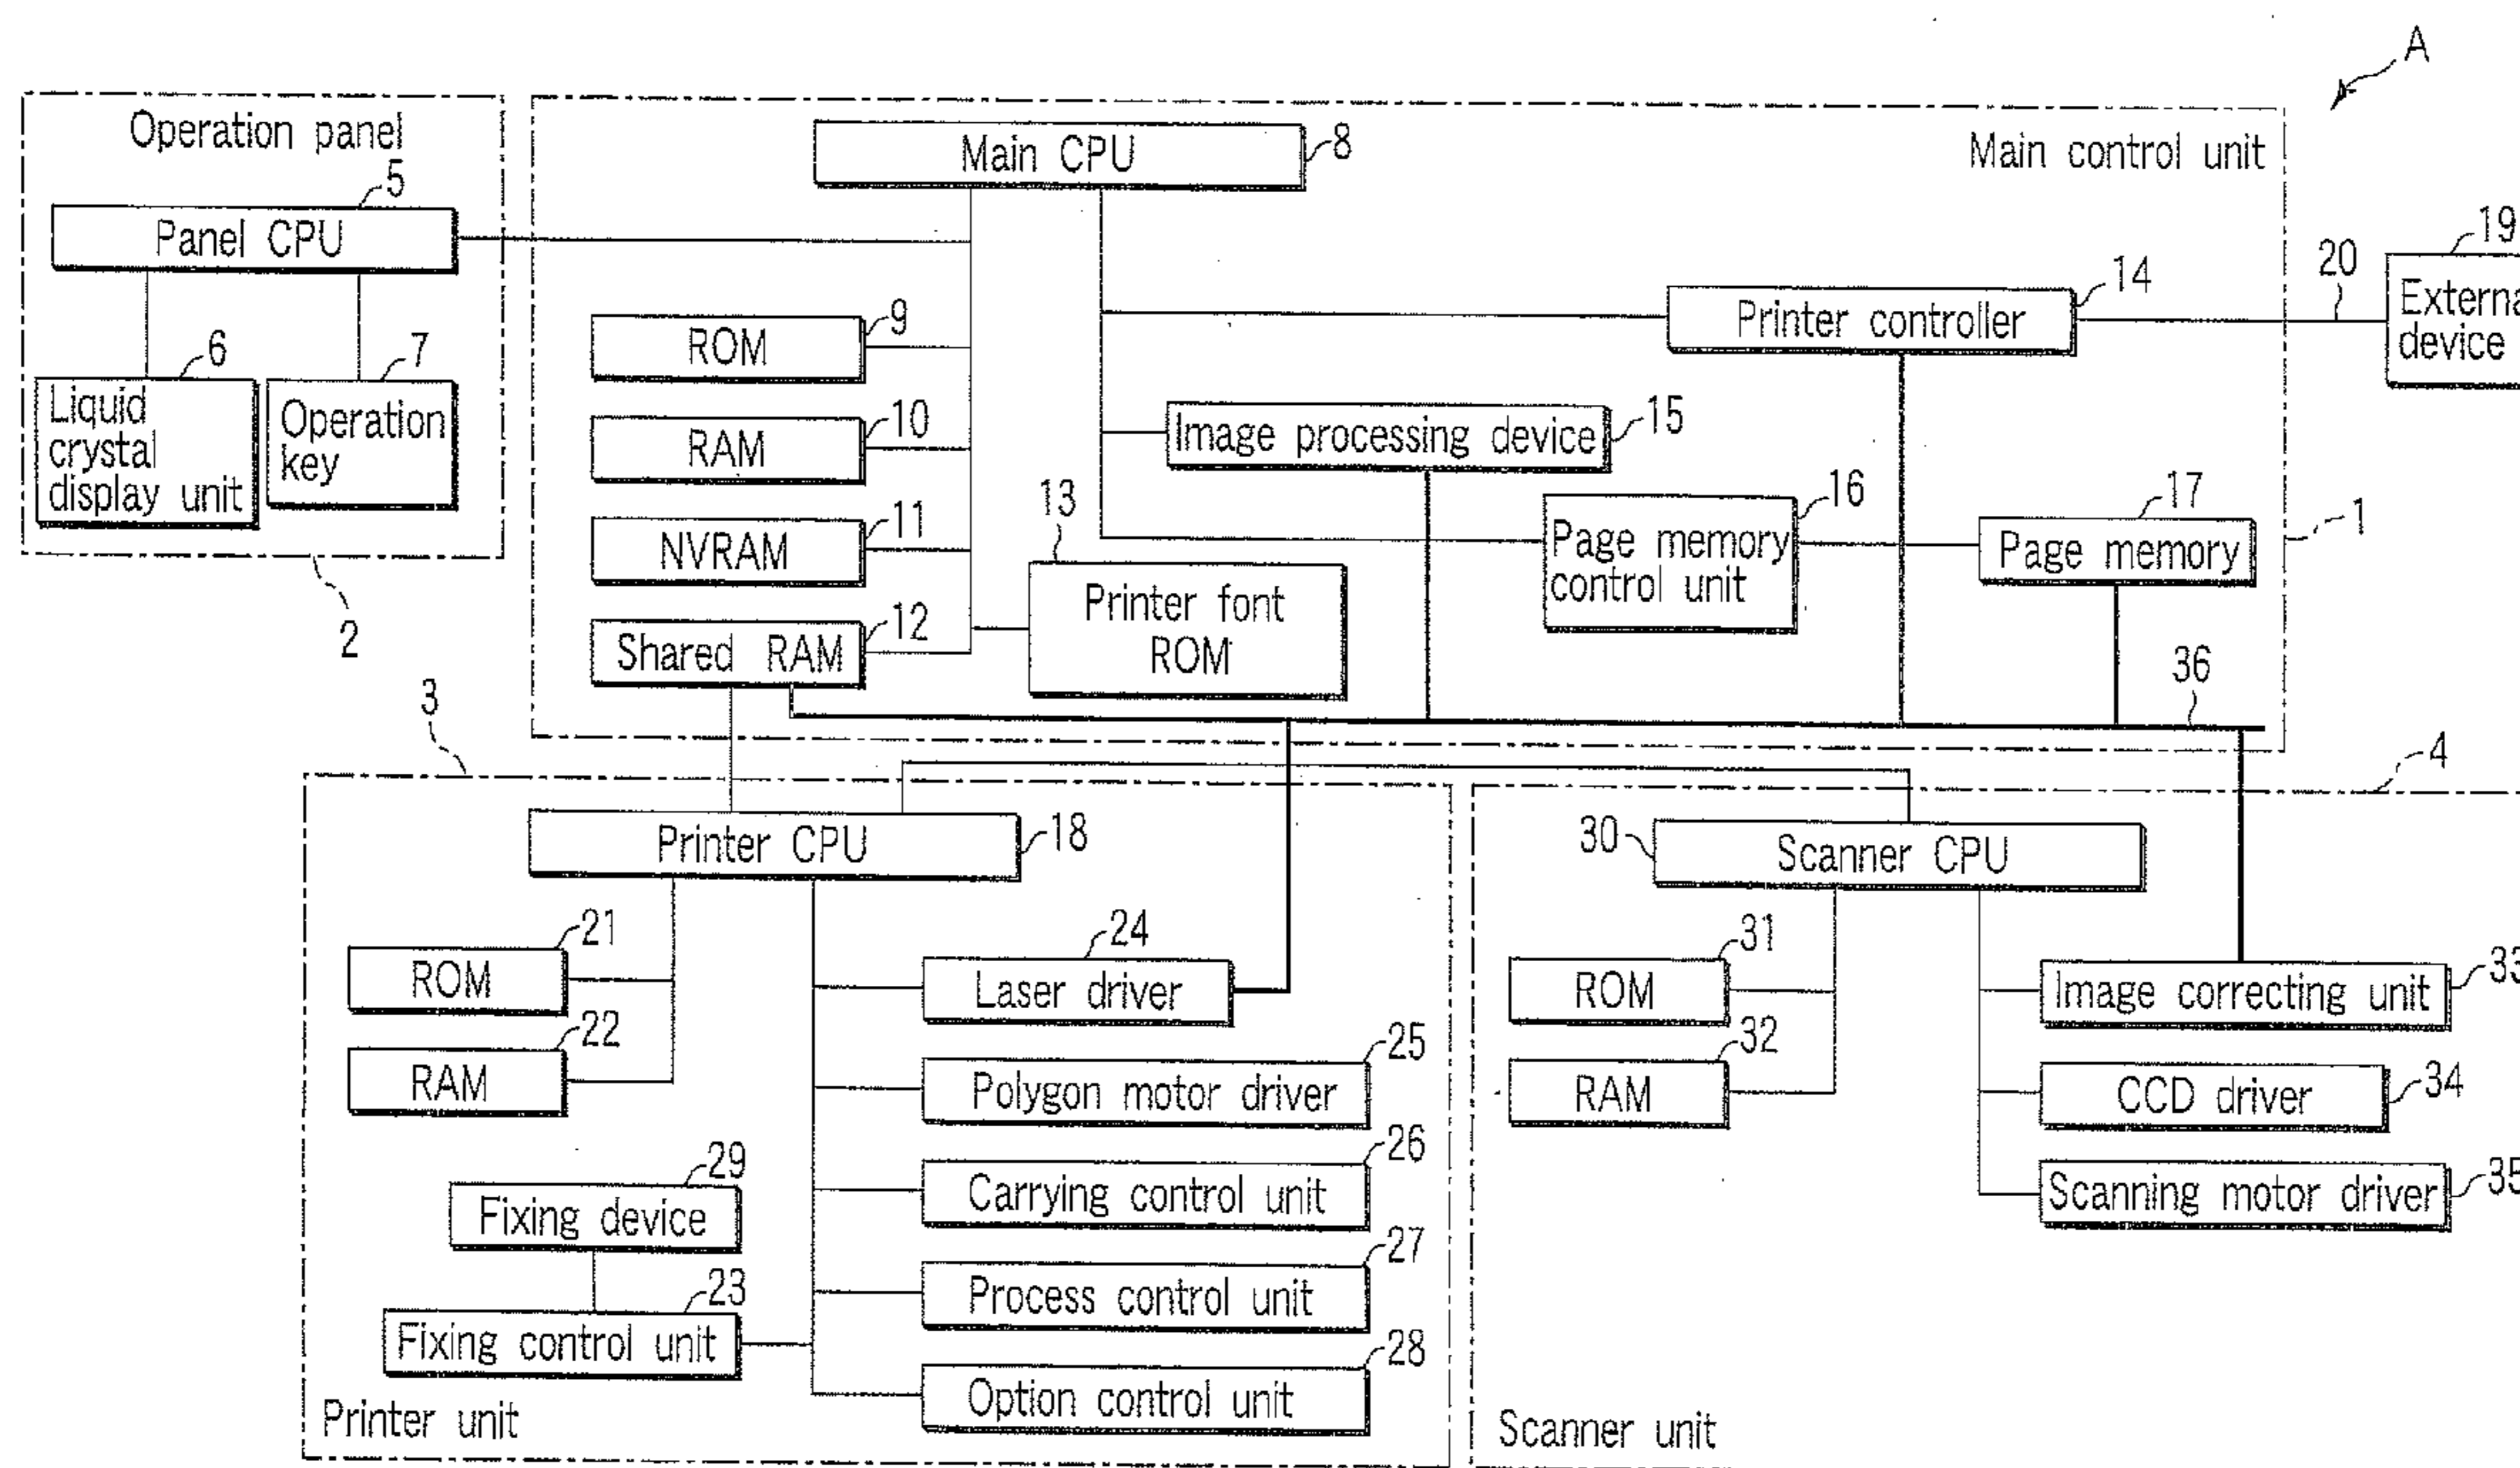 A
Operation panel
5
Panel CPU
6
Liquid
crystal
display unit
7
Operation
key
2
Main control unit
Main CPU
8
ROM
9
RAM
10
NVRAM
11
Shared RAM
12
13
Printer font
ROM
Printer controller
14
Image processing device
15
Page memory
control unit
16
17
Page memory
1
36
19
20
Externa
device
3
Printer CPU
18
21
ROM
22
RAM
24
Laser driver
25
Polygon motor driver
26
Carrying control unit
27
Process control unit
28
Option control unit
29
Fixing device
23
Fixing control unit
Printer unit
4
30
Scanner CPU
31
ROM
32
RAM
33
Image correcting unit
CCD driver
34
Scanning motor driver
35
Scanner unit